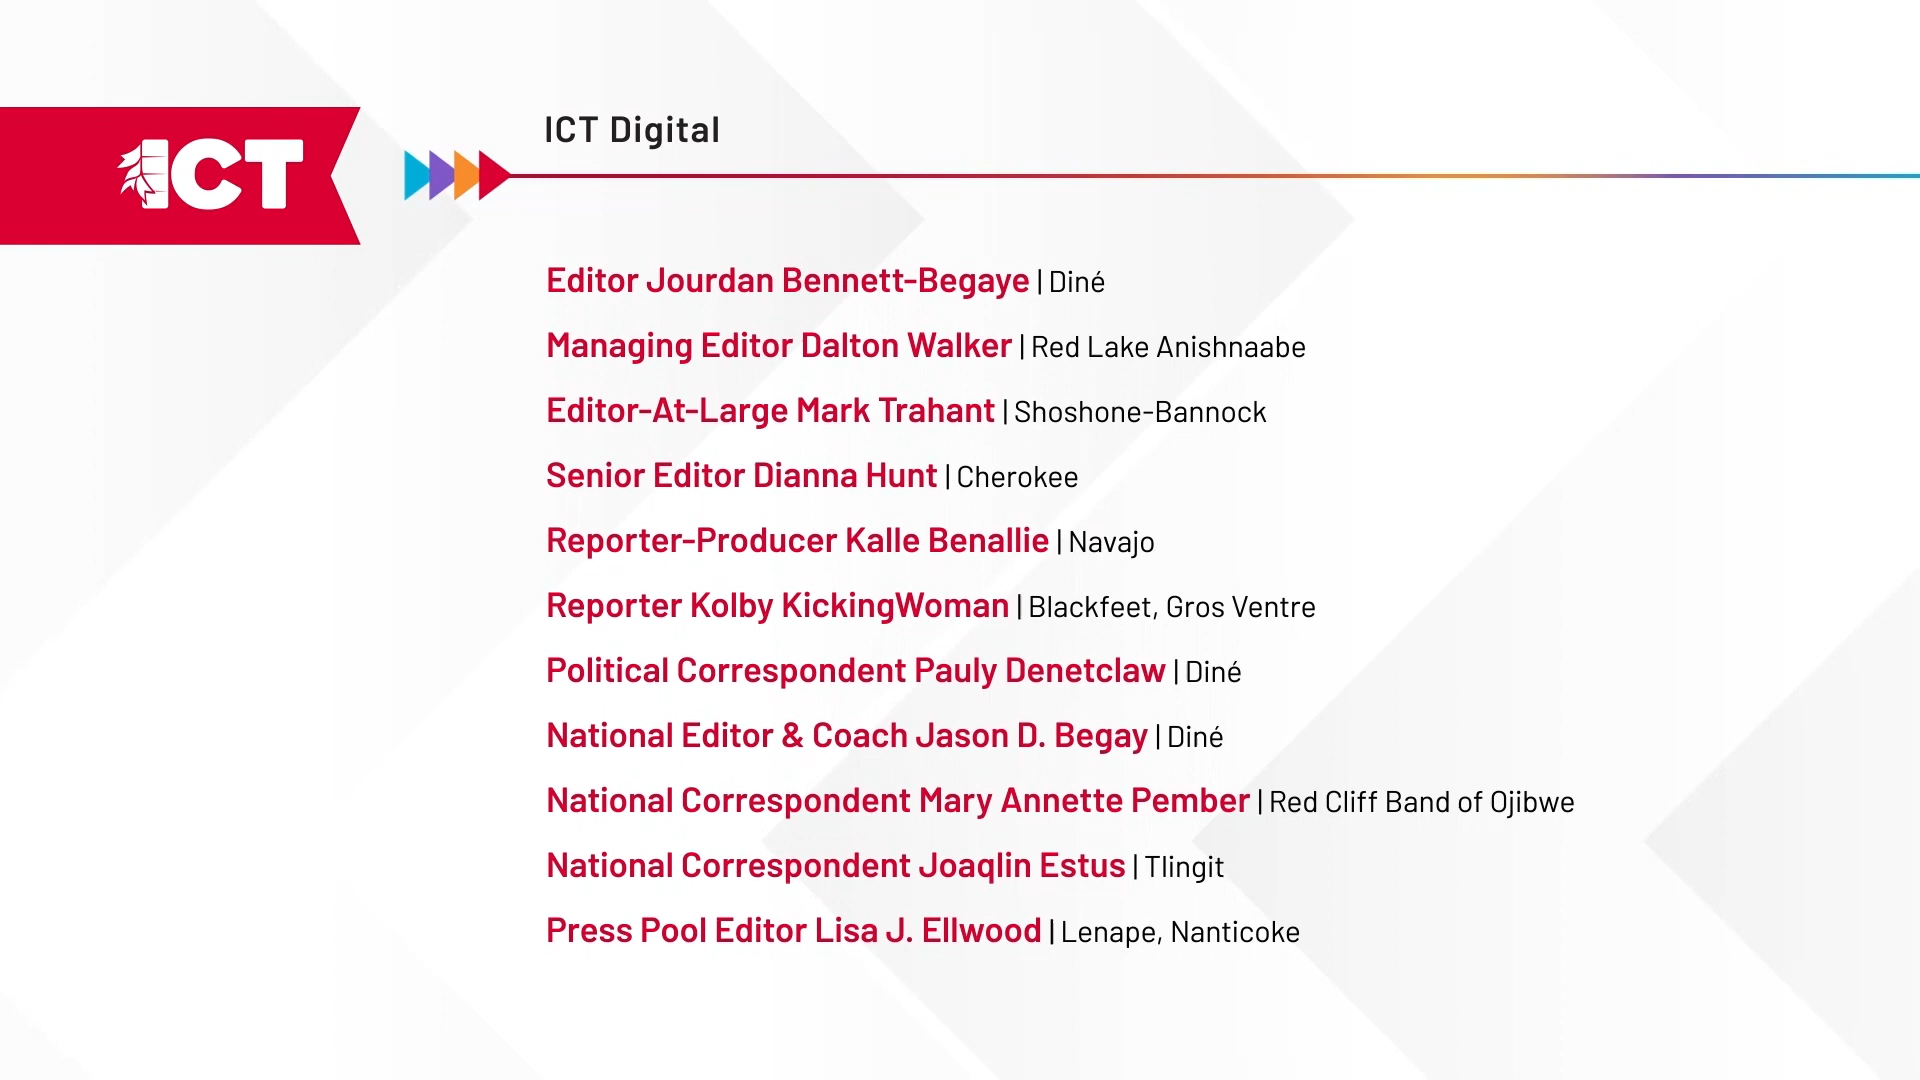 ICT
ICT Digital
Editor Jourdan Bennett-Begaye | Diné
Managing Editor Dalton Walker | Red Lake Anishnaabe
Editor-At-Large Mark Trahant | Shoshone-Bannock
Senior Editor Dianna Hunt | Cherokee
Reporter-Producer Kalle Benallie | Navajo
Reporter Kolby KickingWoman | Blackfeet, Gros Ventre
Political Correspondent Pauly Denetclaw | Diné
National Editor & Coach Jason D. Begay | Diné
National Correspondent Mary Annette Pember | Red Cliff Band of Ojibwe
National Correspondent Joaqlin Estus | Tlingit
Press Pool Editor Lisa J. Ellwood | Lenape, Nanticoke